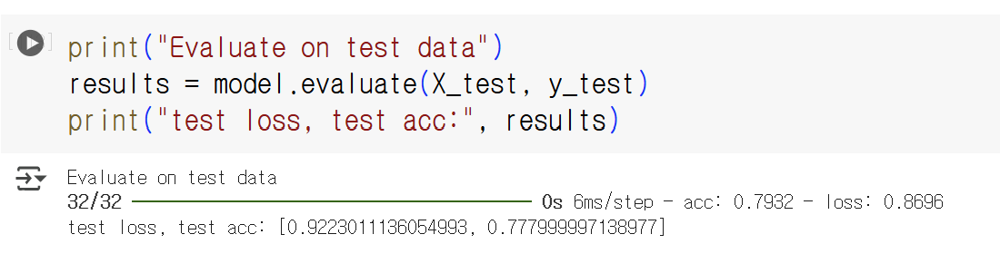 print("Evaluate on test data")
results = model.evaluate(X_test, y_test)
print("test loss, test acc:", results)
Evaluate on test data
32/32 0s 6ms/step - acc: 0.7932 - loss: 0.8696
test loss, test acc: [0.9223011136054993, 0.777999997138977]